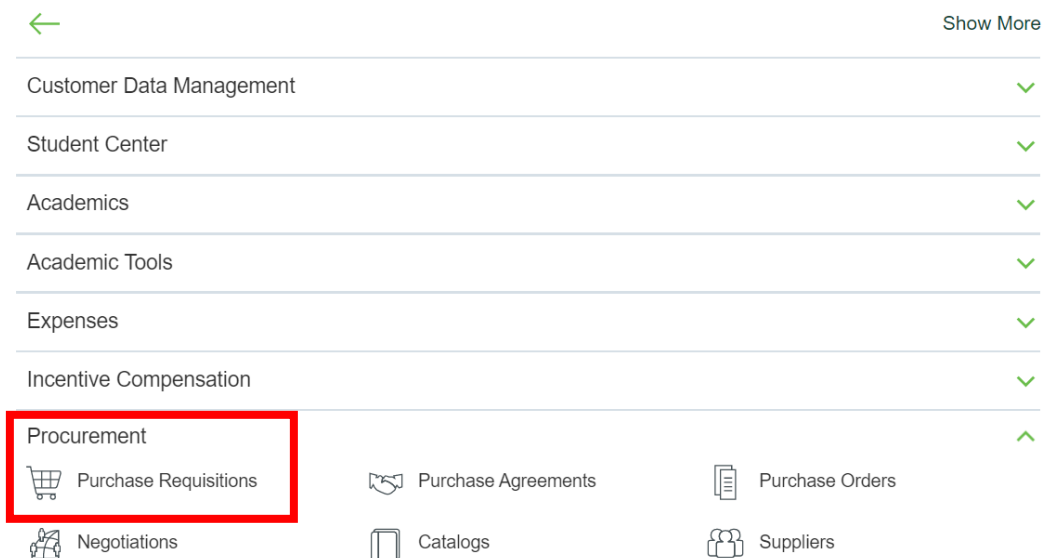 Show More
Customer Data Management
Student Center
Academics
Academic Tools
Expenses
Incentive Compensation
Procurement
Purchase Requisitions Purchase Agreements Purchase Orders
Negotiations Catalogs Suppliers